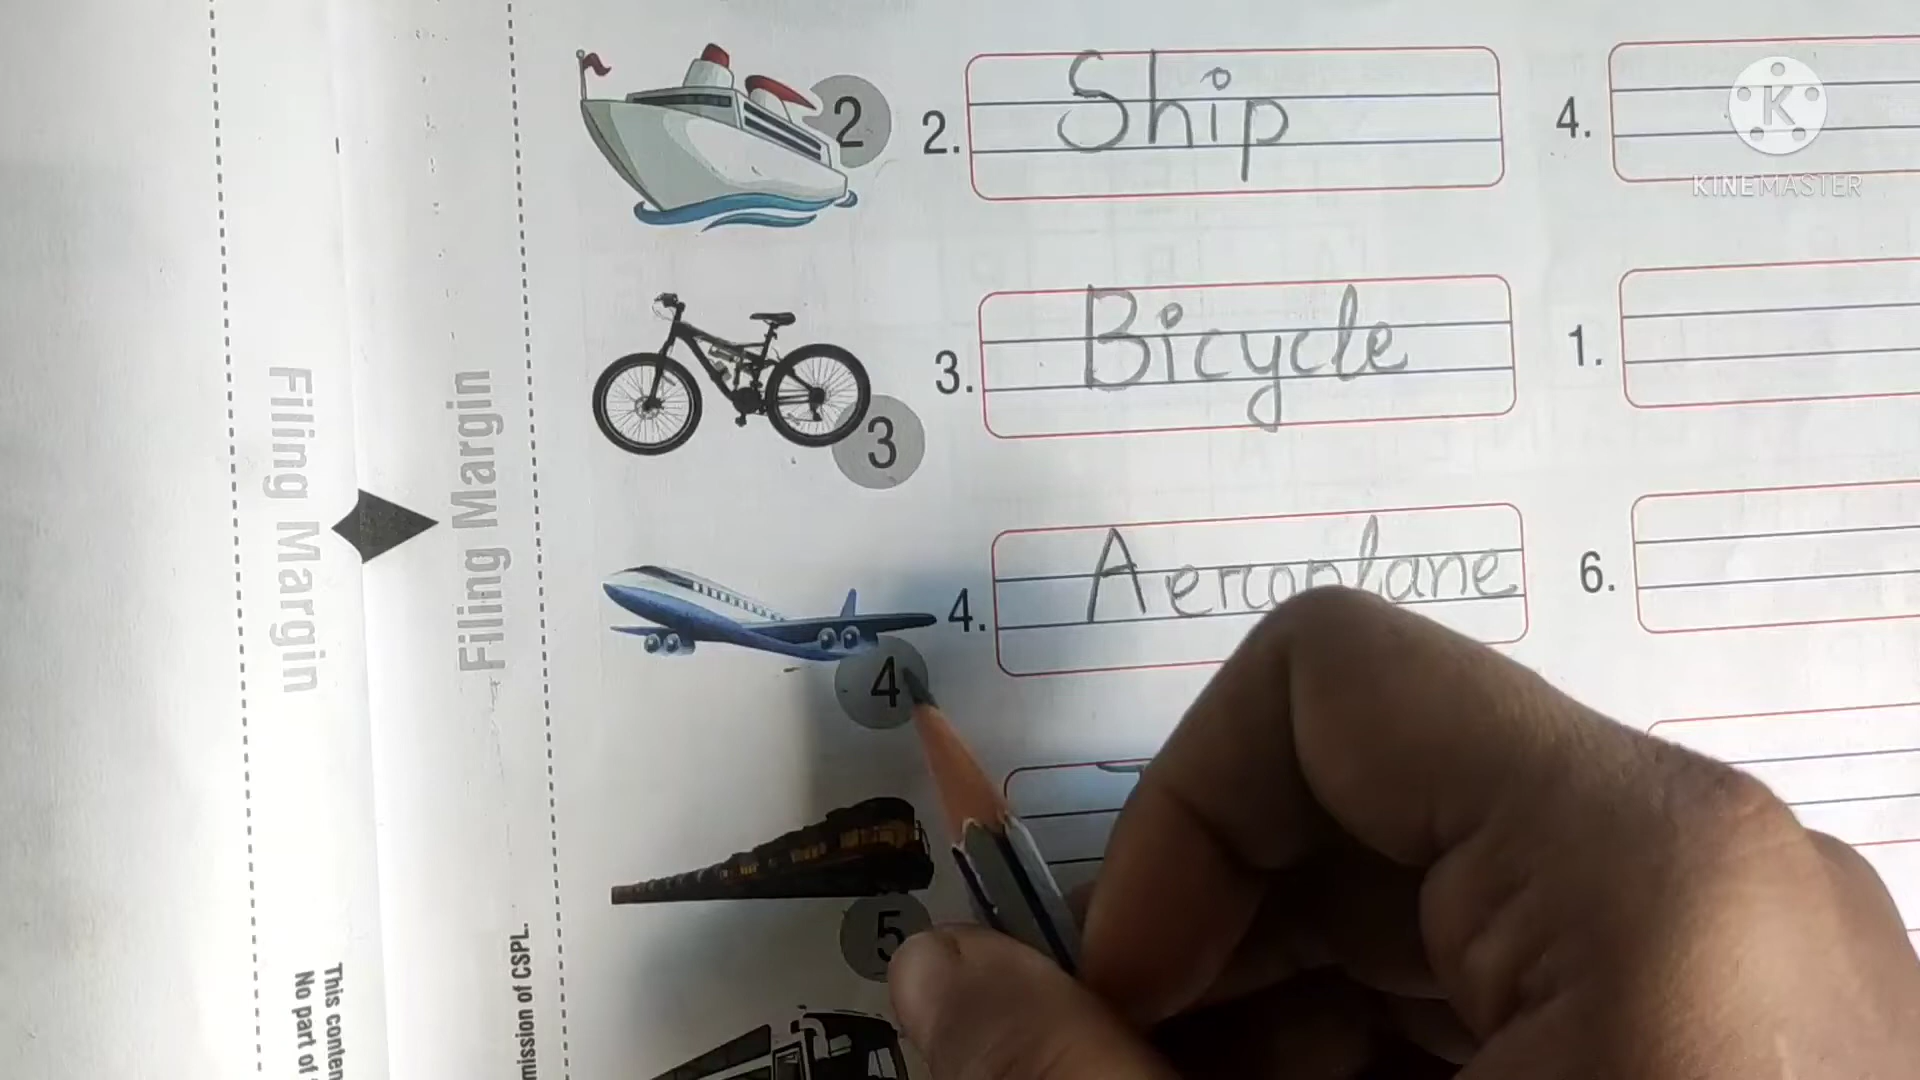 2
2.
Ship
4.
K
KINEMASTER
3
3.
Bicycle
1.
4
4.
Aeroplane
6.
5
Filing Margin
Filing Margin
mission of CSPL.
This conten
No part of